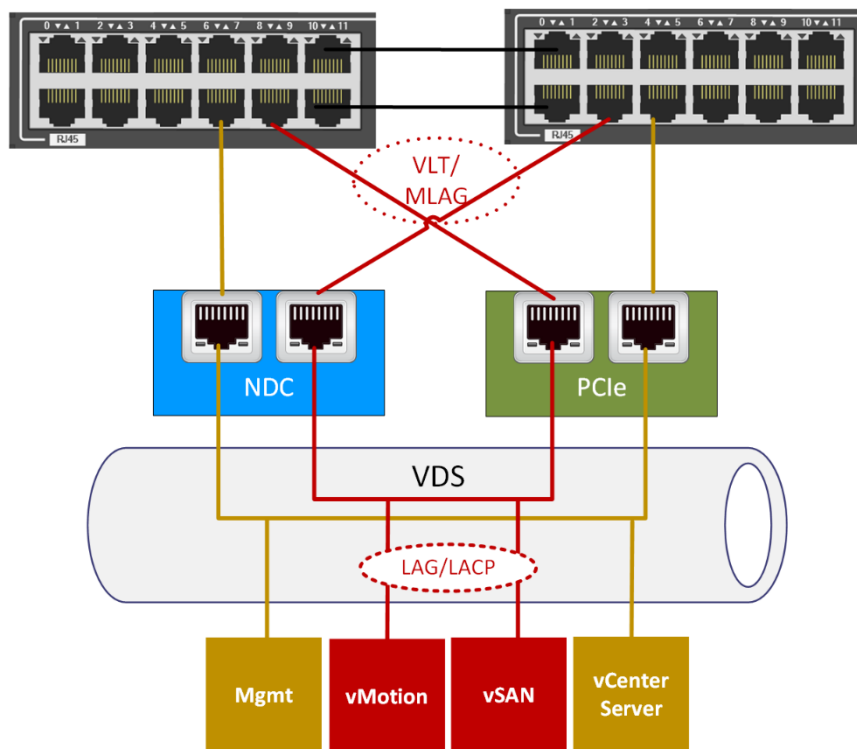 0 ▼▲ 1 2 ▼▲ 3 4 ▼▲ 5 6 ▼▲ 7 8 ▼▲ 9 10 ▼▲ 11
0 ▼▲ 1 2 ▼▲ 3 4 ▼▲ 5 6 ▼▲ 7 8 ▼▲ 9 10 ▼▲ 11
RJ45
RJ45
VLT/
MLAG
NDC
PCIe
VDS
LAG/LACP
Mgmt
vMotion
vSAN
vCenter
Server